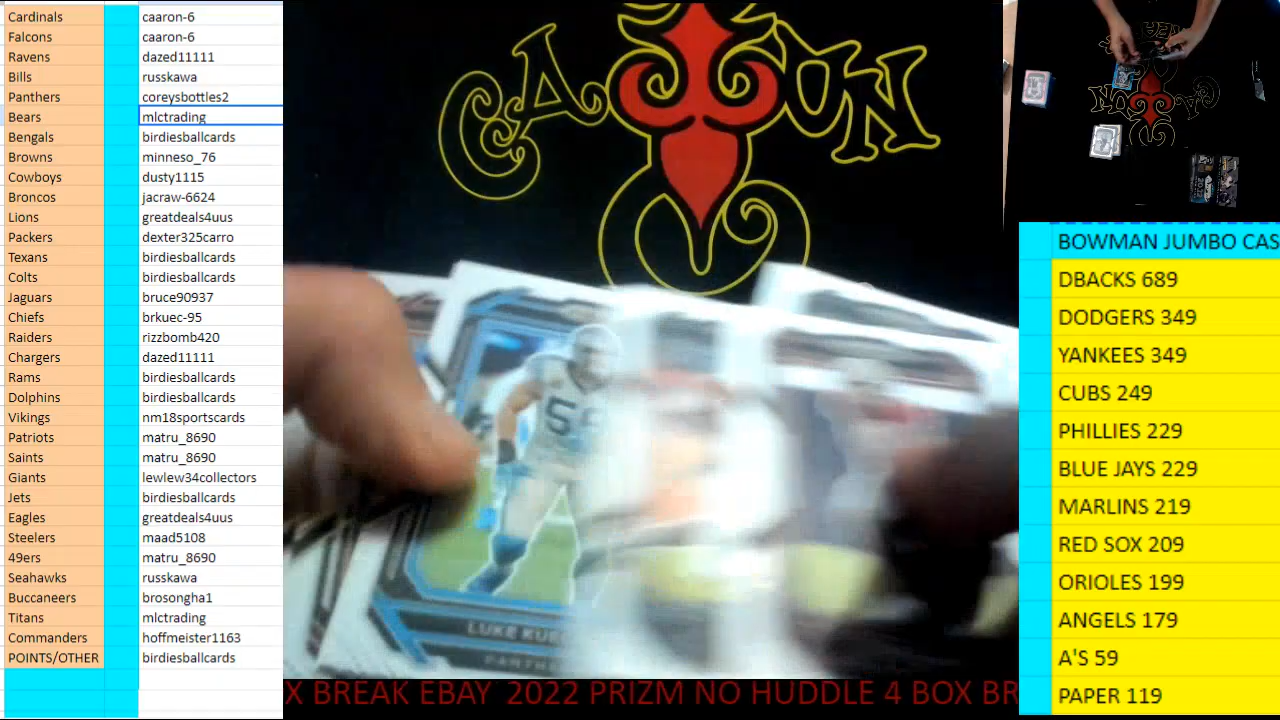 Cardinals caaron-6
Falcons caaron-6
Ravens dazed11111
Bills russkawa
Panthers coreysbottles2
Bears mlctrading
Bengals birdiesballcards
Browns minneso_76
Cowboys dusty1115
Broncos jacraw-6624
Lions greatdeals4uus
Packers dexter325carro
Texans birdiesballcards
Colts birdiesballcards
Jaguars bruce90937
Chiefs brkuec-95
Raiders rizzbomb420
Chargers dazed11111
Rams birdiesballcards
Dolphins birdiesballcards
Vikings nm18sportscards
Patriots matru_8690
Saints matru_8690
Giants lewlew34collectors
Jets birdiesballcards
Eagles greatdeals4uus
Steelers maad5108
49ers matru_8690
Seahawks russkawa
Buccaneers brosongha1
Titans mlctrading
Commanders hoffmeister1163
POINTS/OTHER birdiesballcards
LUKE
PANTHE
X BREAK EBAY 2022 PRIZM NO HUDDLE 4 BOX BR
BOWMAN JUMBO CAS
DBACKS 689
DODGERS 349
YANKEES 349
CUBS 249
PHILLIES 229
BLUE JAYS 229
MARLINS 219
RED SOX 209
ORIOLES 199
ANGELS 179
A'S 59
PAPER 119